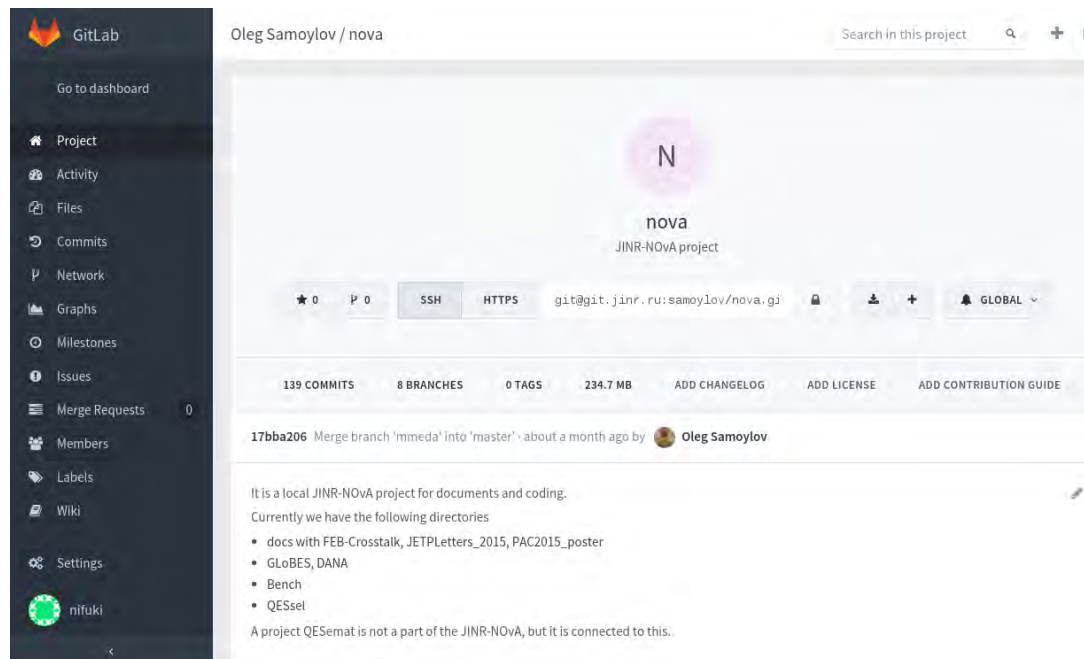 GitLab
Go to dashboard
Project
Activity
Files
Commits
Network
Graphs
Milestones
Issues
Merge Requests 0
Members
Labels
Wiki
Settings
nifuki
Oleg Samoylov / nova
Search in this project
N
nova
JINR-NOvA project
0 0 SSH HTTPS git@git.jinr.ru:samoylov/nova.gi GLOBAL
139 COMMITS 8 BRANCHES 0 TAGS 234.7 MB ADD CHANGELOG ADD LICENSE ADD CONTRIBUTION GUIDE
17bba206 Merge branch 'mmeda' into 'master' · about a month ago by Oleg Samoylov
It is a local JINR-NOvA project for documents and coding.
Currently we have the following directories
• docs with FEB-Crosstalk, JETPLetters_2015, PAC2015_poster
• GLoBES, DANA
• Bench
• QESsel
A project QESemat is not a part of the JINR-NOvA, but it is connected to this.